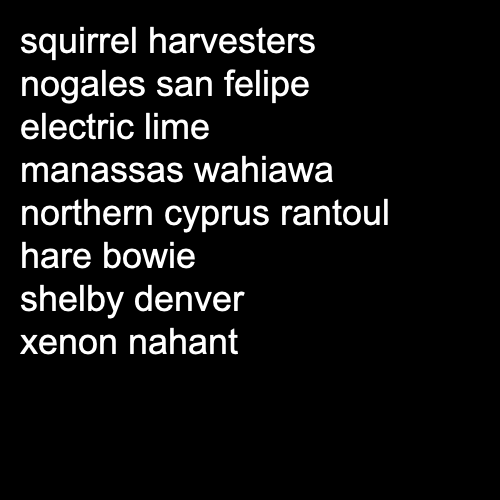 squirrel harvesters
nogales san felipe
electric lime
manassas wahiawa
northern cyprus rantoul
hare bowie
shelby denver
xenon nahant